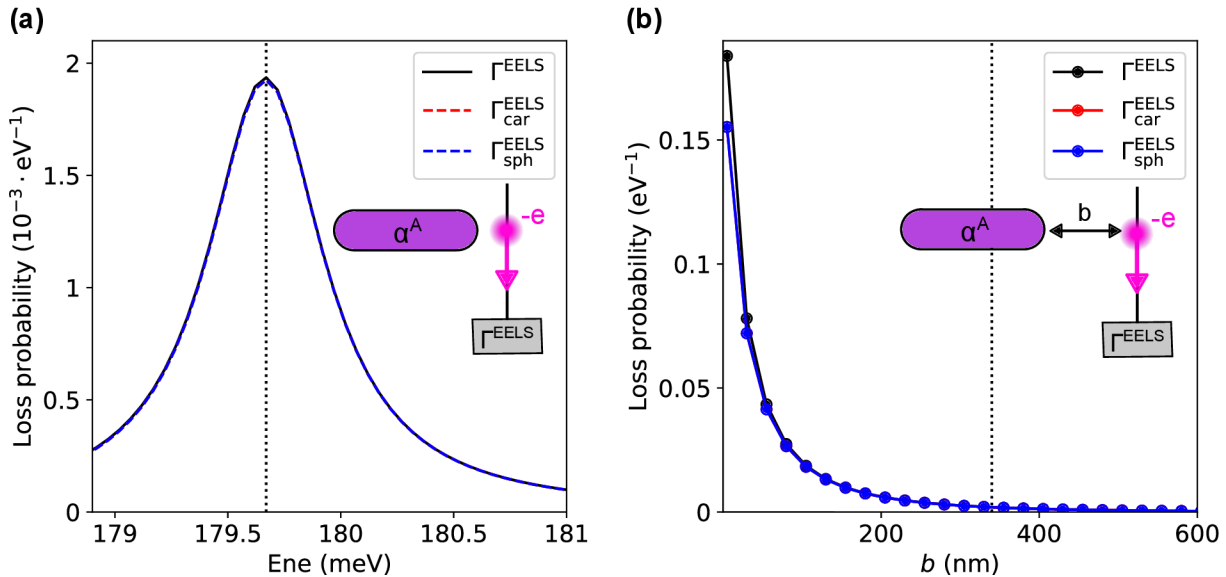 (a)
Loss probability (10⁻³ · eV⁻¹)
2
1.5
1
0.5
0
179
179.5
180
180.5
181
Ene (meV)
Γ^EELS
Γ^EELS_car
Γ^EELS_sph
α^A
-e
Γ^EELS
(b)
Loss probability (eV⁻¹)
0.15
0.1
0.05
0
200
400
600
b (nm)
Γ^EELS
Γ^EELS_car
Γ^EELS_sph
α^A
b
-e
Γ^EELS